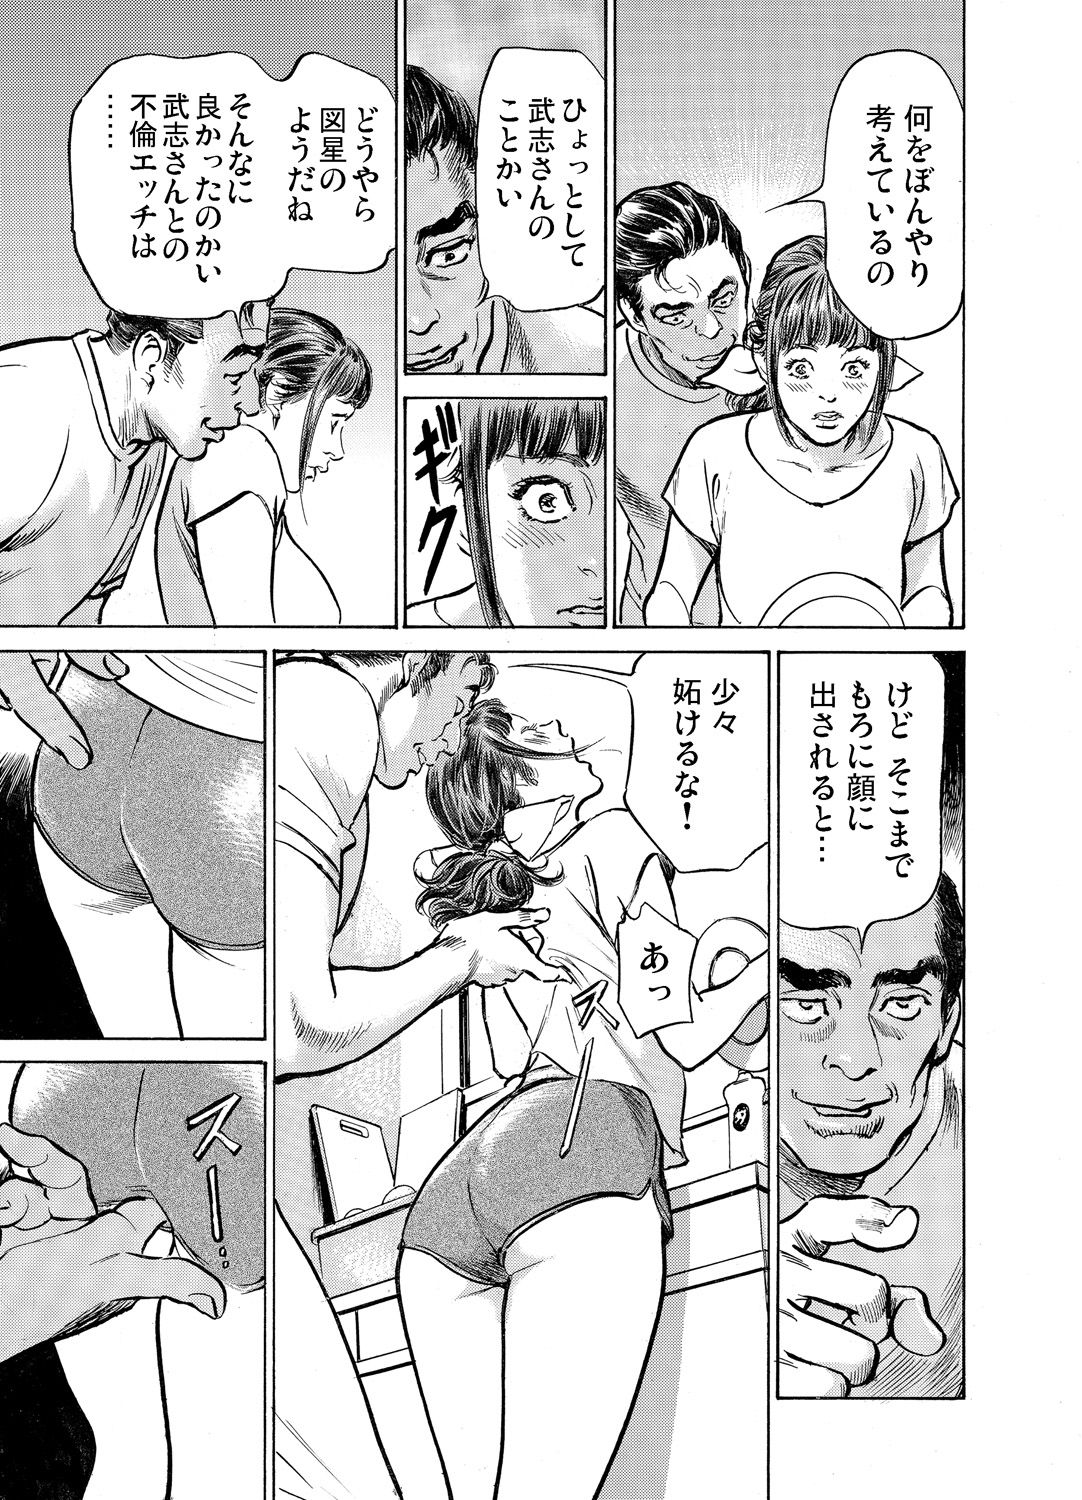 何をぼんやり
考えているの
ひょっとして
武志さんの
ことかい
ギク
どうやら
図星の
ようだね
そんなに
良かったのかい
武志さんとの
不倫エッチは
……
けど そこまで
もろに顔に
出されると…
少々
妬けるな!
あっ
スーッ
スー…